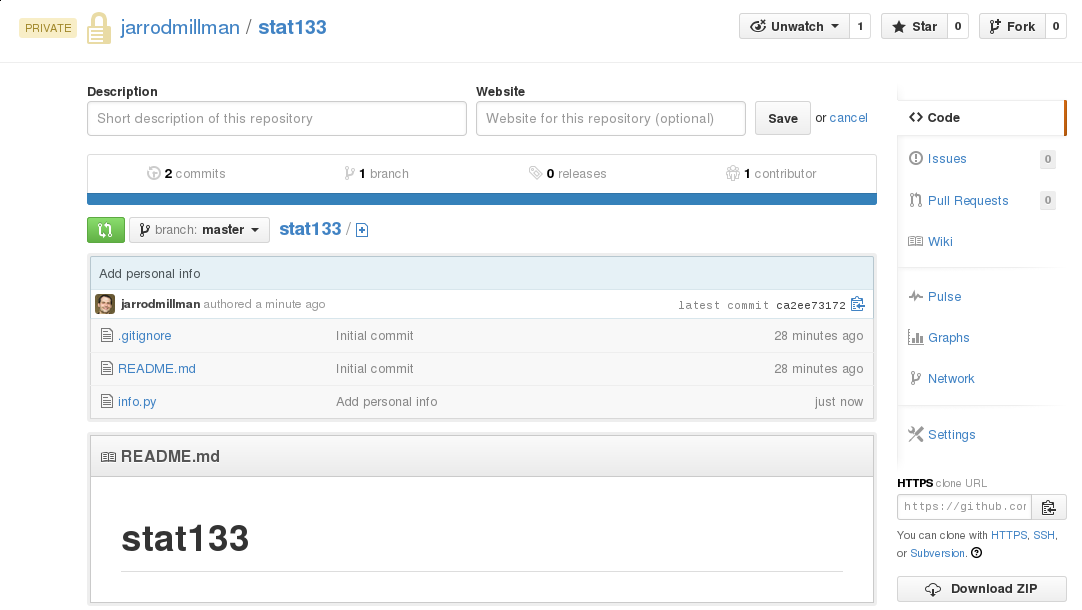 PRIVATE jarrodmillman / stat133 Unwatch 1 Star 0 Fork 0
Description Website
Short description of this repository Website for this repository (optional) Save or cancel
2 commits 1 branch 0 releases 1 contributor
branch: master stat133 /
Add personal info
jarrodmillman authored a minute ago latest commit ca2ee73172
.gitignore Initial commit 28 minutes ago
README.md Initial commit 28 minutes ago
info.py Add personal info just now
README.md
stat133
Code
Issues 0
Pull Requests 0
Wiki
Pulse
Graphs
Network
Settings
HTTPS clone URL
https://github.cor
You can clone with HTTPS, SSH,
or Subversion.
Download ZIP